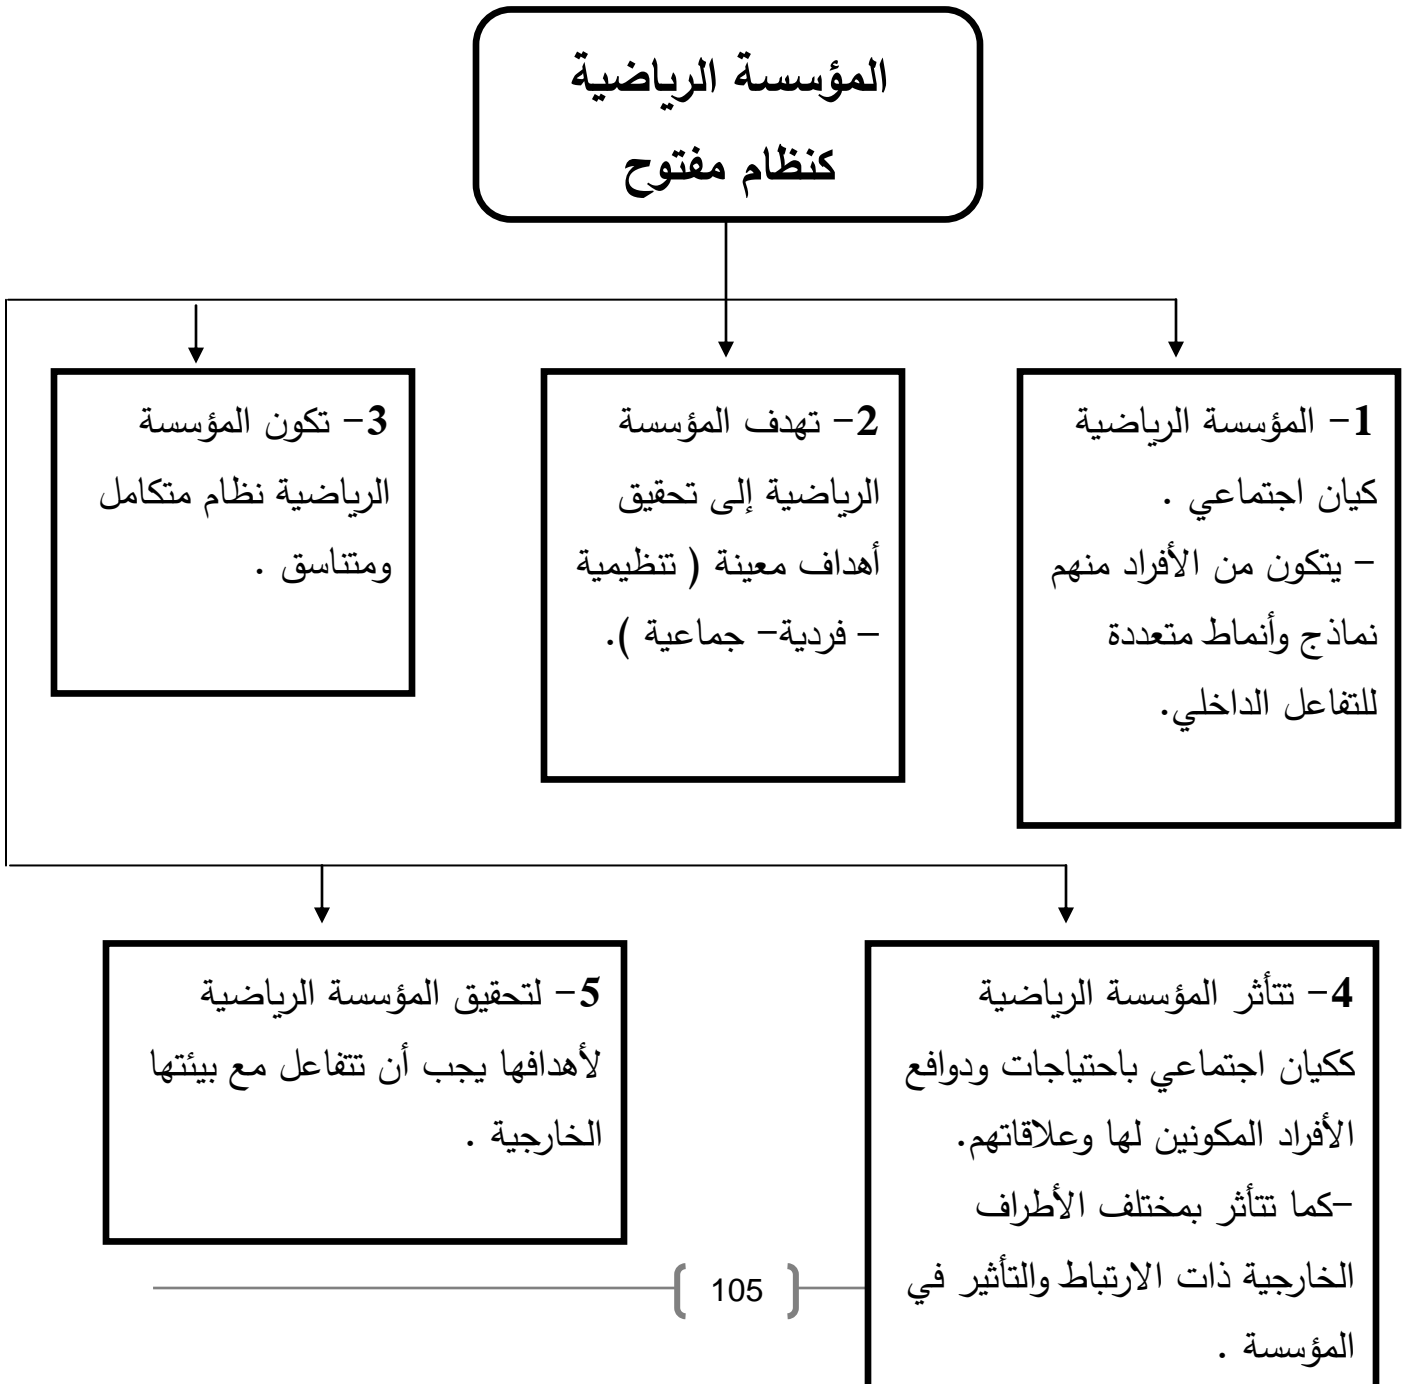 المؤسسة الرياضية
كنظام مفتوح
1- المؤسسة الرياضية
كيان اجتماعي .
- يتكون من الأفراد منهم
نماذج وأنماط متعددة
للتفاعل الداخلي.
2- تهدف المؤسسة
الرياضية إلى تحقيق
أهداف معينة ( تنظيمية
– فردية- جماعية ).
3- تكون المؤسسة
الرياضية نظام متكامل
ومتناسق .
4- تتأثر المؤسسة الرياضية
ككيان اجتماعي باحتياجات ودوافع
الأفراد المكونين لها وعلاقاتهم.
-كما تتأثر بمختلف الأطراف
الخارجية ذات الارتباط والتأثير في
المؤسسة .
5- لتحقيق المؤسسة الرياضية
لأهدافها يجب أن تتفاعل مع بيئتها
الخارجية .
105